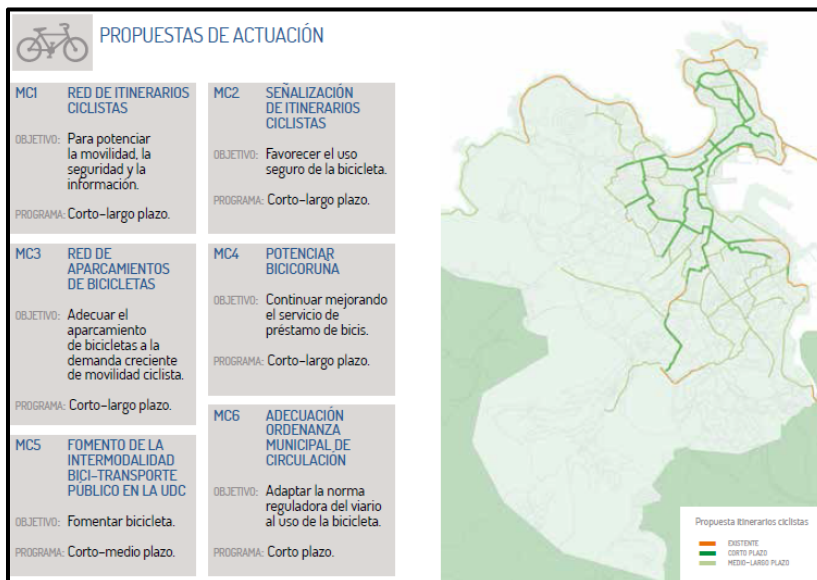 PROPUESTAS DE ACTUACIÓN
MC1 RED DE ITINERARIOS
CICLISTAS
OBJETIVO: Para potenciar
la movilidad, la
seguridad y la
información.
PROGRAMA: Corto-largo plazo.
MC2 SEÑALIZACIÓN
DE ITINERARIOS
CICLISTAS
OBJETIVO: Favorecer el uso
seguro de la bicicleta.
PROGRAMA: Corto-largo plazo.
MC3 RED DE
APARCAMIENTOS
DE BICICLETAS
OBJETIVO: Adecuar el
aparcamiento
de bicicletas a la
demanda creciente
de movilidad ciclista.
PROGRAMA: Corto-largo plazo.
MC4 POTENCIAR
BICICORUÑA
OBJETIVO: Continuar mejorando
el servicio de
préstamo de bicis.
PROGRAMA: Corto-largo plazo.
MC5 FOMENTO DE LA
INTERMODALIDAD
BICI-TRANSPORTE
PÚBLICO EN LA UDC
OBJETIVO: Fomentar bicicleta.
PROGRAMA: Corto-medio plazo.
MC6 ADECUACIÓN
ORDENANZA
MUNICIPAL DE
CIRCULACIÓN
OBJETIVO: Adaptar la norma
reguladora del viario
al uso de la bicicleta.
PROGRAMA: Corto plazo.
Propuesta itinerarios ciclistas
EXISTENTE
CORTO PLAZO
MEDIO-LARGO PLAZO